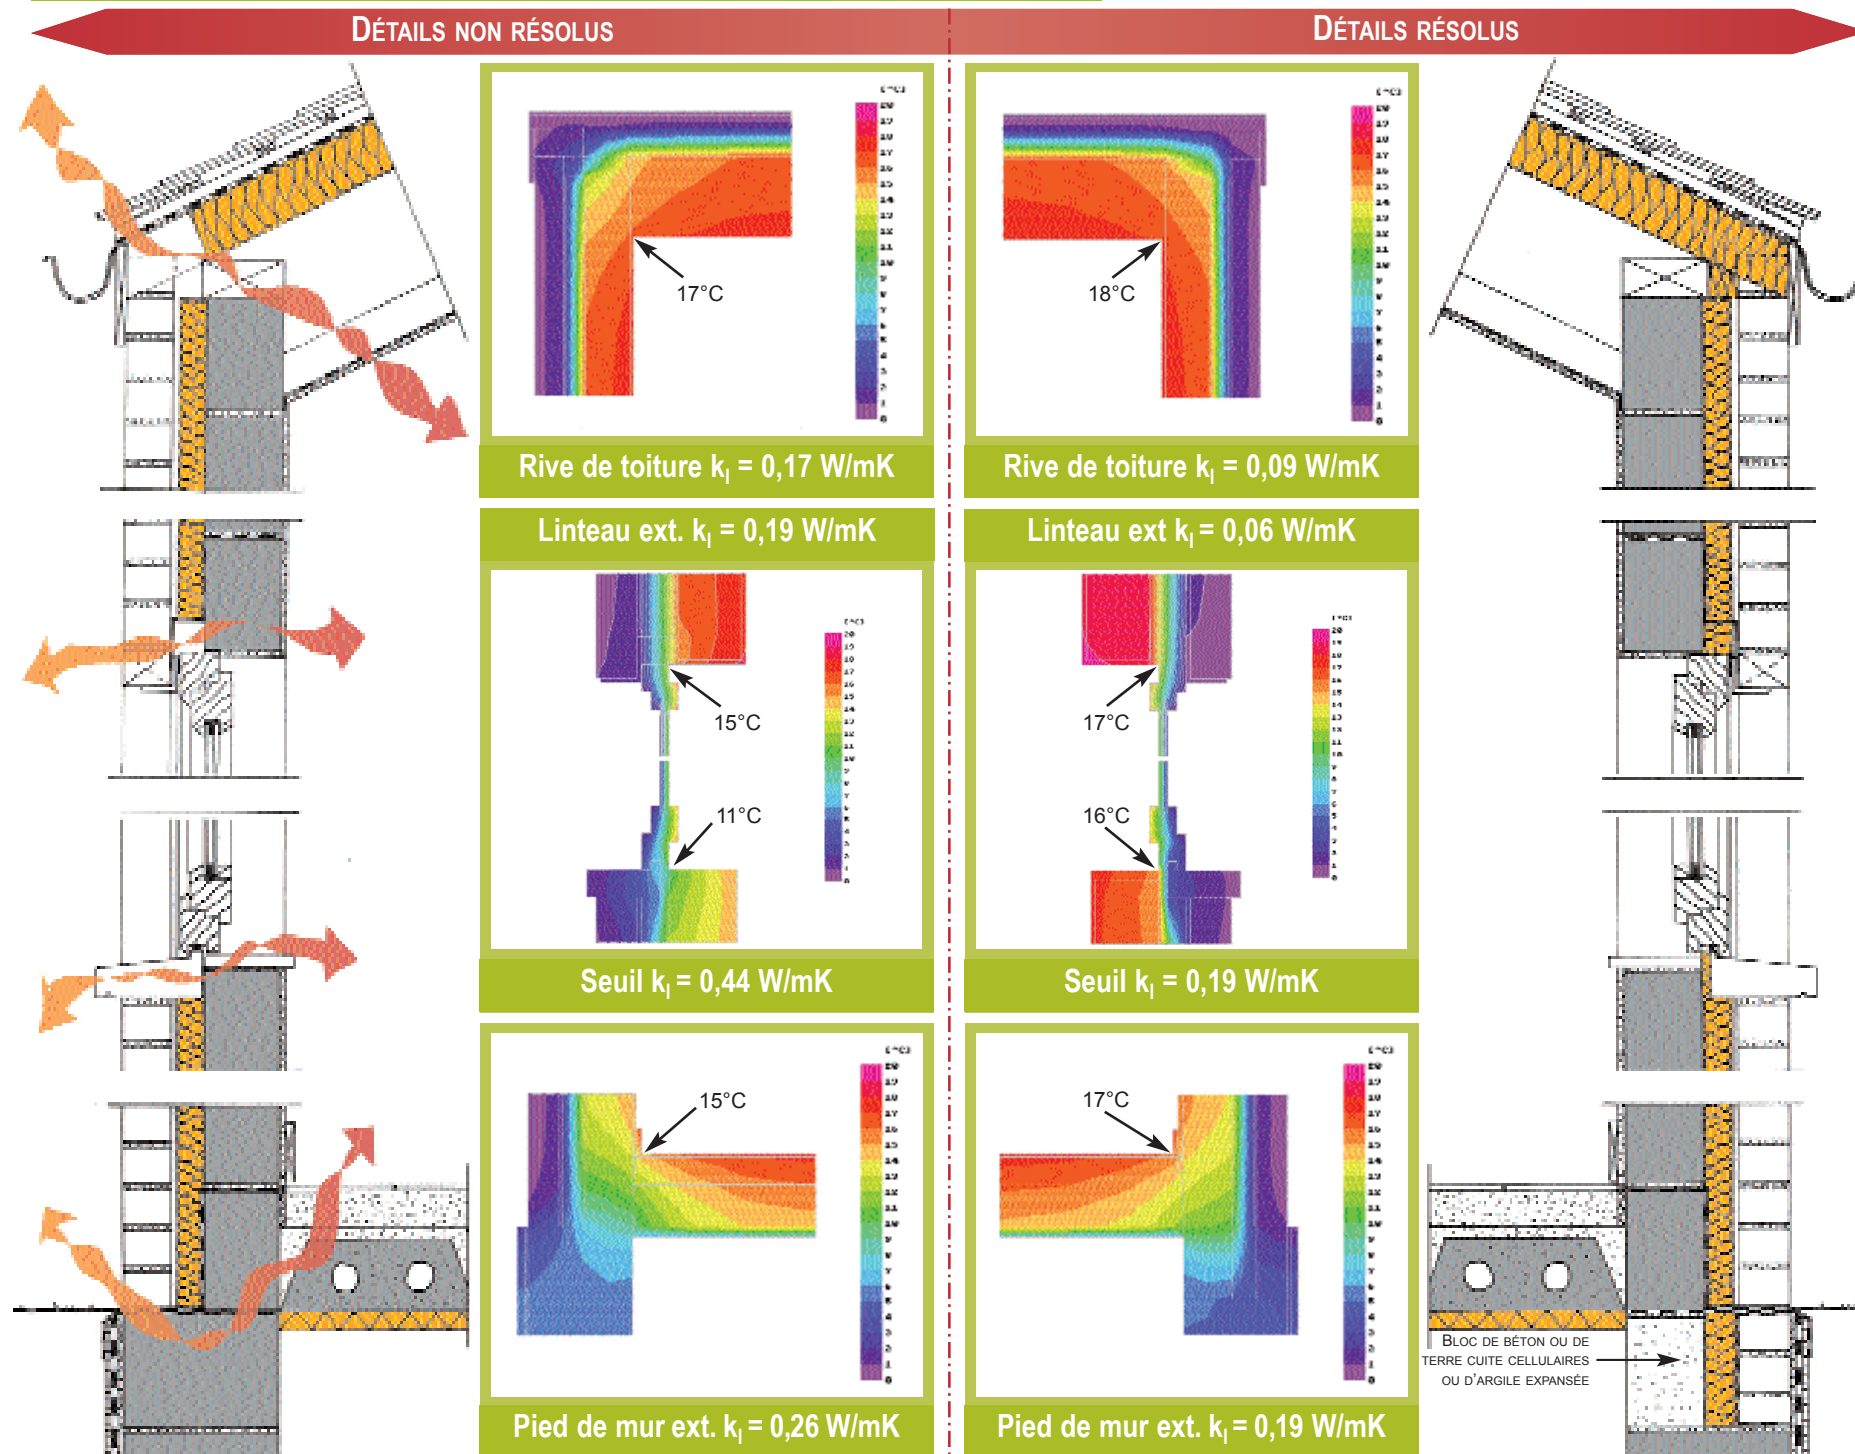 DÉTAILS NON RÉSOLUS
DÉTAILS RÉSOLUS
17°C
18°C
Rive de toiture kl = 0,17 W/mK
Rive de toiture kl = 0,09 W/mK
Linteau ext. kl = 0,19 W/mK
Linteau ext kl = 0,06 W/mK
15°C
17°C
11°C
16°C
Seuil kl = 0,44 W/mK
Seuil kl = 0,19 W/mK
15°C
17°C
BLOC DE BÉTON OU DE
TERRE CUITE CELLULAIRES
OU D'ARGILE EXPANSÉE
Pied de mur ext. kl = 0,26 W/mK
Pied de mur ext. kl = 0,19 W/mK